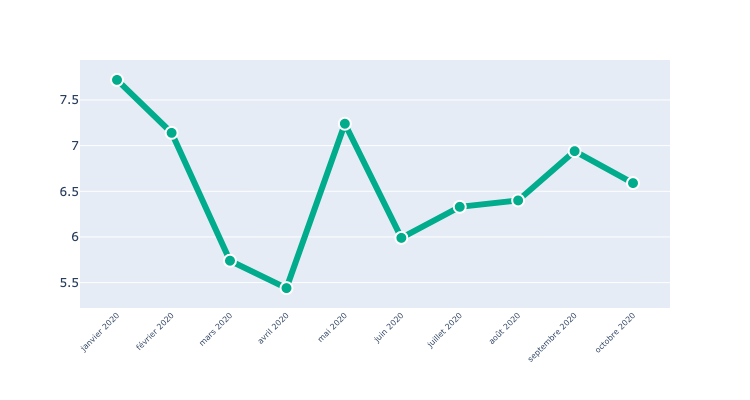 7.5
7
6.5
6
5.5
janvier 2020
février 2020
mars 2020
avril 2020
mai 2020
juin 2020
juillet 2020
août 2020
septembre 2020
octobre 2020